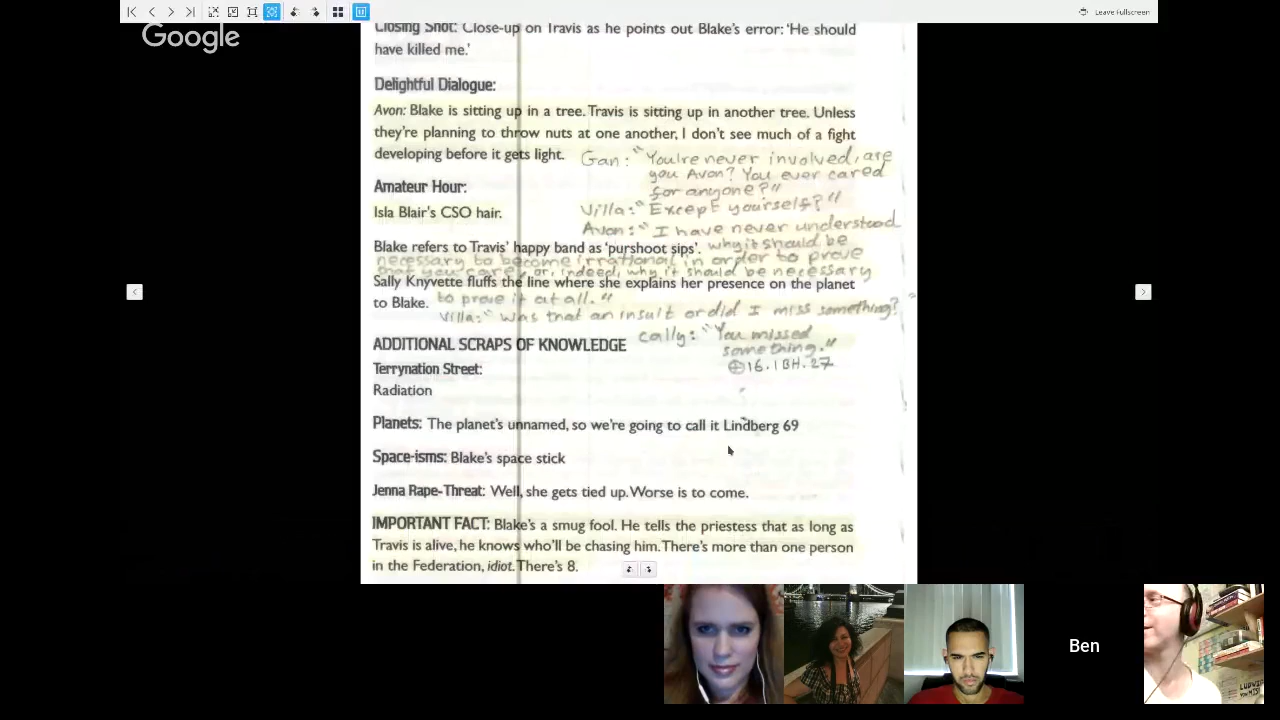 Leave Fullscreen
Google
Closing Shot: Close-up on Travis as he points out Blake's error: 'He should
have killed me.'
Delightful Dialogue:
Avon: Blake is sitting up in a tree. Travis is sitting up in another tree. Unless
they're planning to throw nuts at one another, I don't see much of a fight
developing before it gets light.
Gan: "You're never involved, are
you Avon? You ever cared
for anyone?"
Amateur Hour:
Isla Blair's CSO hair.
Villa: "Except yourself?"
Avon: "I have never understood
Blake refers to Travis' happy band as 'purshoot sips'. why it should be
necessary to become irrational in order to prove
that you care, or, indeed, why it should be necessary
Sally Knyvette fluffs the line where she explains her presence on the planet
to Blake. to prove it at all."
Villa: "Was that an insult or did I miss something?"
Cally: "You missed
something."
ADDITIONAL SCRAPS OF KNOWLEDGE
16.1BH.27
Terrynation Street:
Radiation
Planets: The planet's unnamed, so we're going to call it Lindberg 69
Space-isms: Blake's space stick
Jenna Rape-Threat: Well, she gets tied up. Worse is to come.
IMPORTANT FACT: Blake's a smug fool. He tells the priestess that as long as
Travis is alive, he knows who'll be chasing him. There's more than one person
in the Federation, idiot. There's 8.
Ben